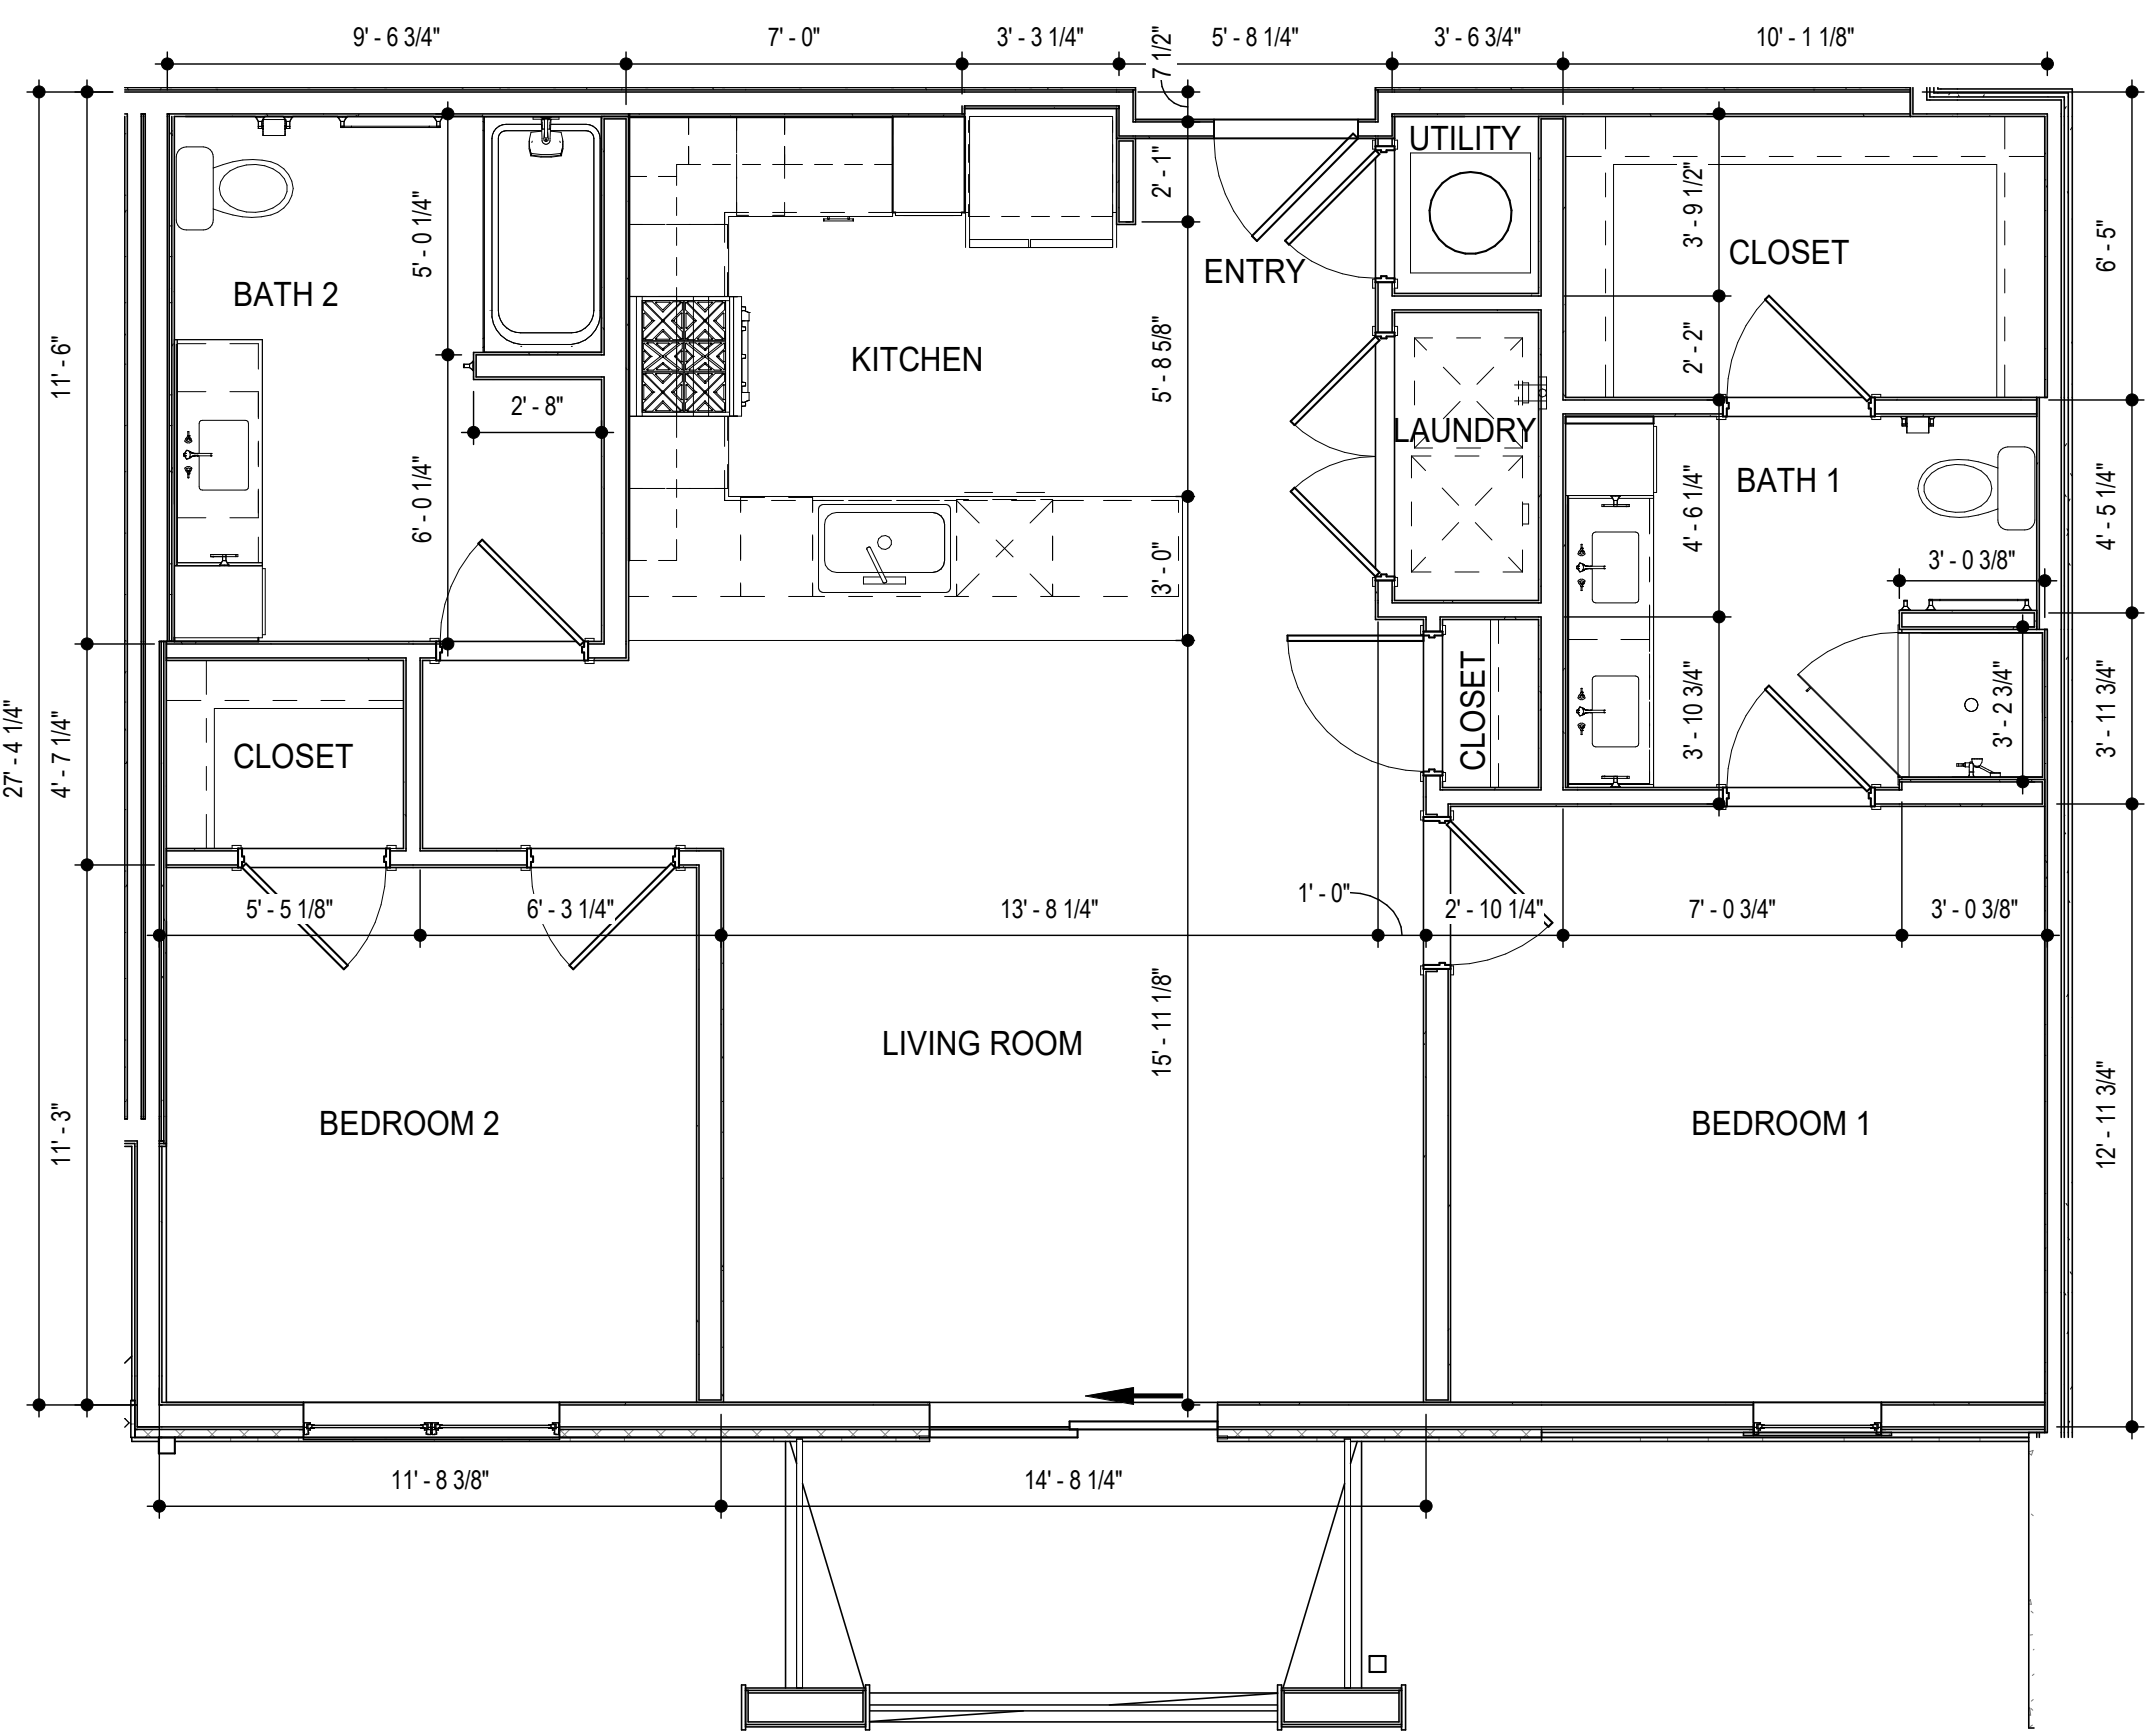 9' - 6 3/4"
7' - 0"
3' - 3 1/4"
7 1/2"
5' - 8 1/4"
3' - 6 3/4"
10' - 1 1/8"
UTILITY
2' - 1"
3' - 9 1/2"
5' - 0 1/4"
6' - 5"
CLOSET
ENTRY
BATH 2
11' - 6"
KITCHEN
5' - 8 5/8"
2' - 2"
2' - 8"
LAUNDRY
BATH 1
6' - 0 1/4"
4' - 6 1/4"
4' - 5 1/4"
3' - 0"
3' - 0 3/8"
27' - 4 1/4"
4' - 7 1/4"
CLOSET
CLOSET
3' - 10 3/4"
3' - 2 3/4"
3' - 11 3/4"
5' - 5 1/8"
6' - 3 1/4"
13' - 8 1/4"
1' - 0"
2' - 10 1/4"
7' - 0 3/4"
3' - 0 3/8"
15' - 11 1/8"
LIVING ROOM
11' - 3"
BEDROOM 2
BEDROOM 1
12' - 11 3/4"
11' - 8 3/8"
14' - 8 1/4"